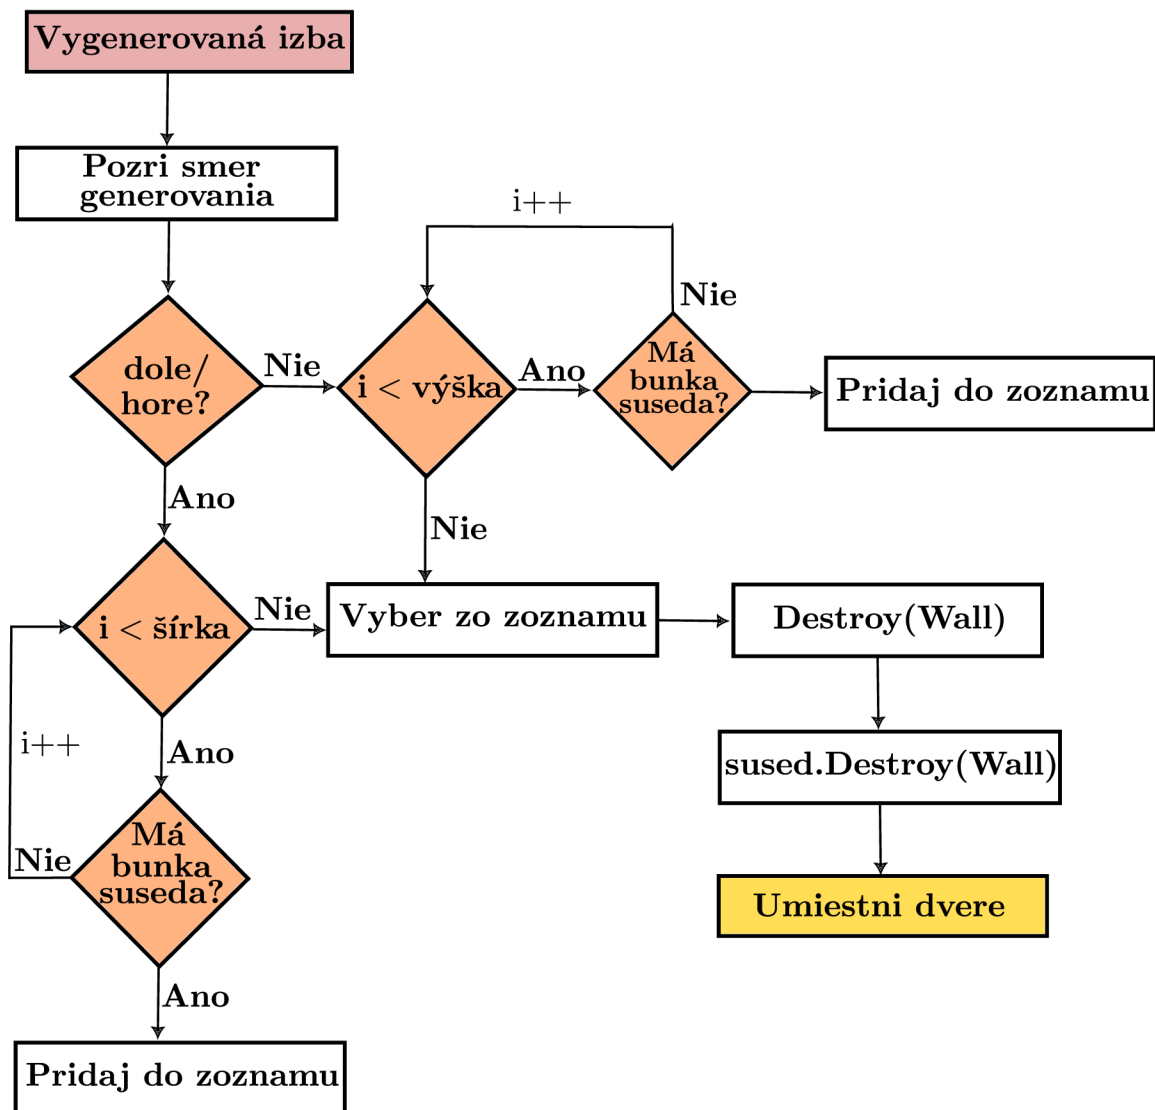 Vygenerovaná izba
Pozri smer
generovania
i++
Nie
dole/
hore?
Nie
i < výška
Ano
Má
bunka
suseda?
Pridaj do zoznamu
Ano
Nie
i < šírka
Nie
Vyber zo zoznamu
Destroy(Wall)
i++
Ano
sused.Destroy(Wall)
Nie
Má
bunka
suseda?
Umiestni dvere
Ano
Pridaj do zoznamu